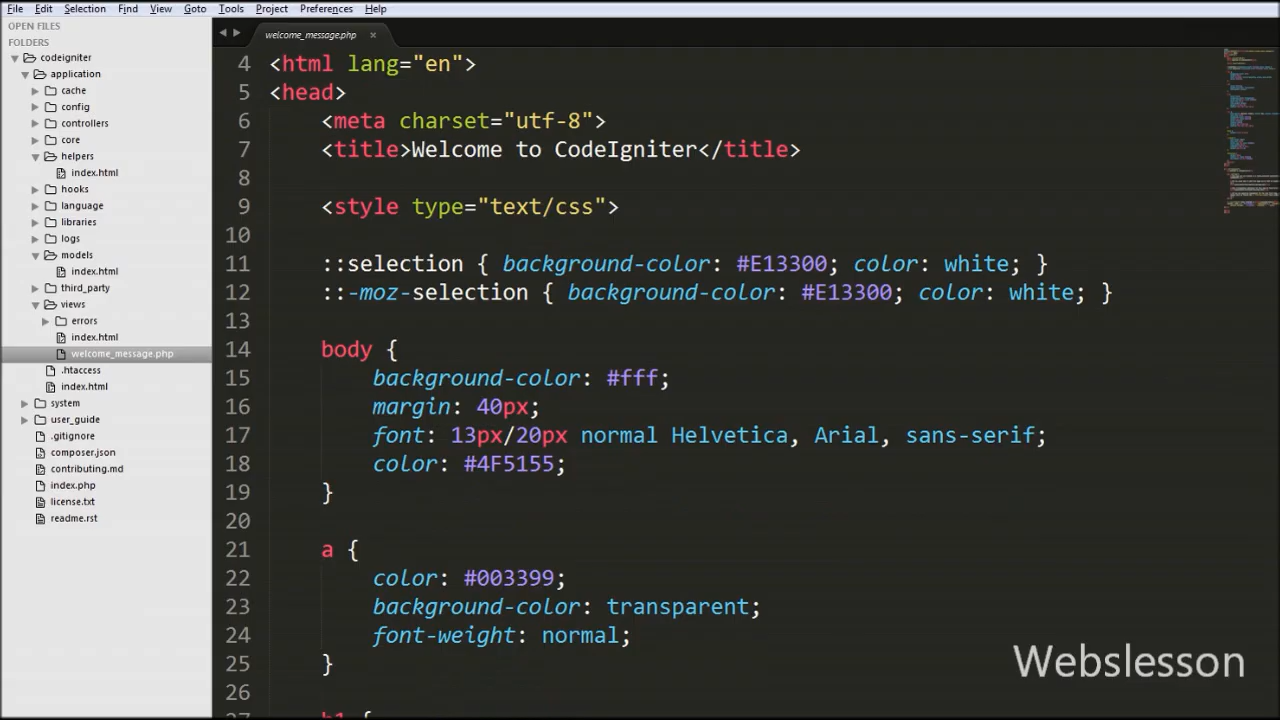 File Edit Selection Find View Goto Tools Project Preferences Help
OPEN FILES
FOLDERS
codeigniter
application
cache
config
controllers
core
helpers
index.html
hooks
language
libraries
logs
models
index.html
third_party
views
errors
index.html
welcome_message.php
.htaccess
index.html
system
user_guide
.gitignore
composer.json
contributing.md
index.php
license.txt
readme.rst
welcome_message.php ×
4 <html lang="en">
5 <head>
6 <meta charset="utf-8">
7 <title>Welcome to CodeIgniter</title>
8
9 <style type="text/css">
10
11 ::selection { background-color: #E13300; color: white; }
12 ::-moz-selection { background-color: #E13300; color: white; }
13
14 body {
15 background-color: #fff;
16 margin: 40px;
17 font: 13px/20px normal Helvetica, Arial, sans-serif;
18 color: #4F5155;
19 }
20
21 a {
22 color: #003399;
23 background-color: transparent;
24 font-weight: normal;
25 }
26
27 h1 {
Webslesson